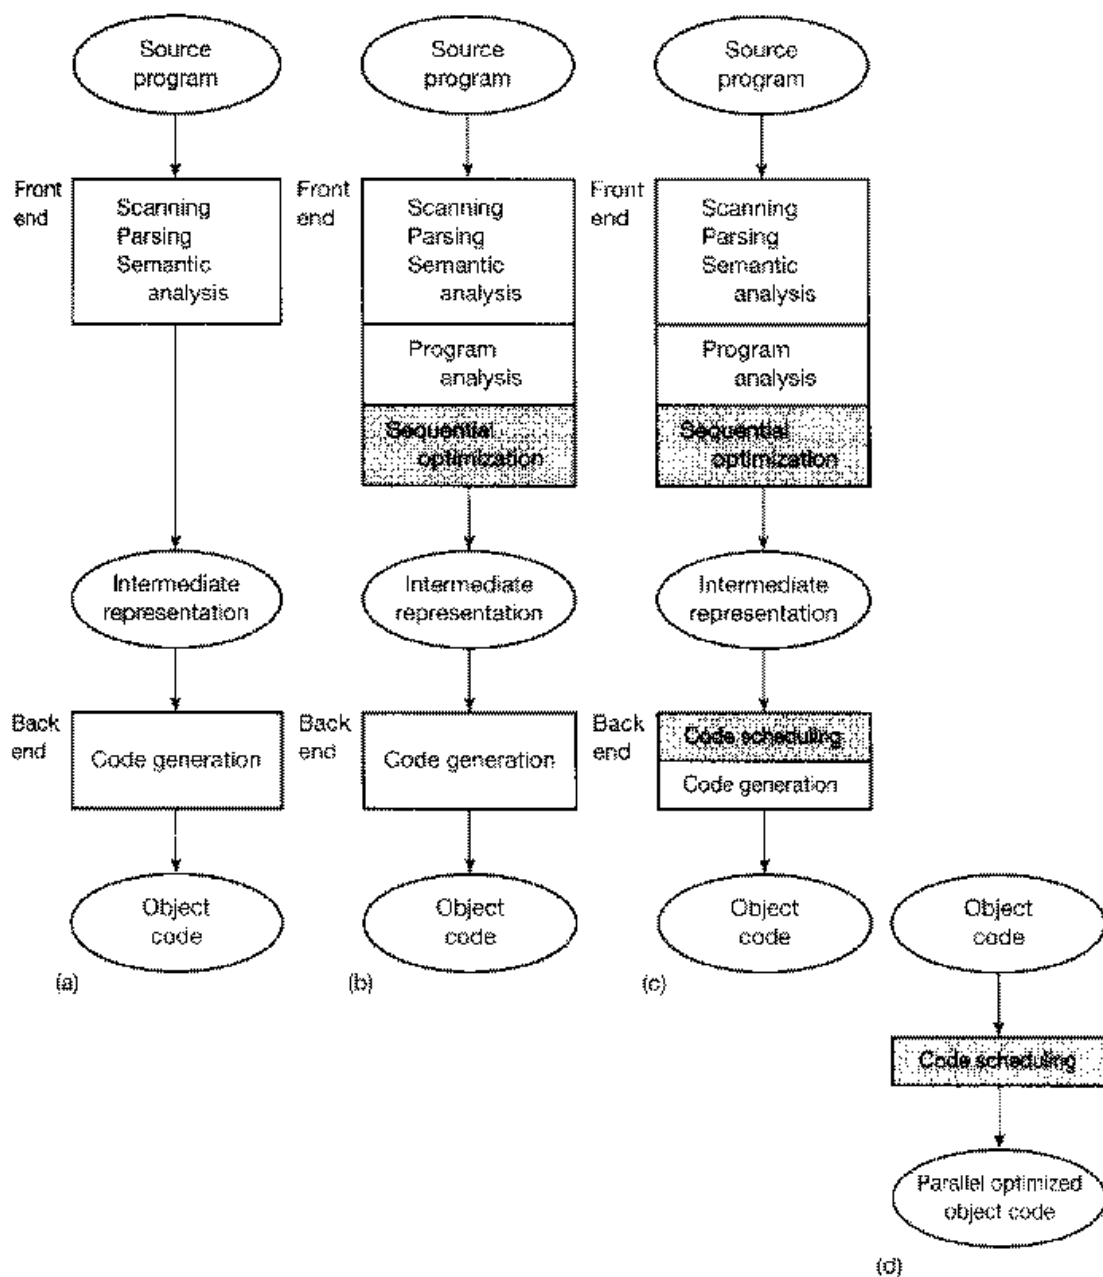 Source
program
Front
end
Scanning
Parsing
Semantic
analysis
Intermediate
representation
Back
end
Code generation
Object
code
(a)
Source
program
Front
end
Scanning
Parsing
Semantic
analysis
Program
analysis
Sequential
optimization
Intermediate
representation
Back
end
Code generation
Object
code
(b)
Source
program
Front
end
Scanning
Parsing
Semantic
analysis
Program
analysis
Sequential
optimization
Intermediate
representation
Back
end
Code scheduling
Code generation
Object
code
(c)
Object
code
Code scheduling
Parallel optimized
object code
(d)